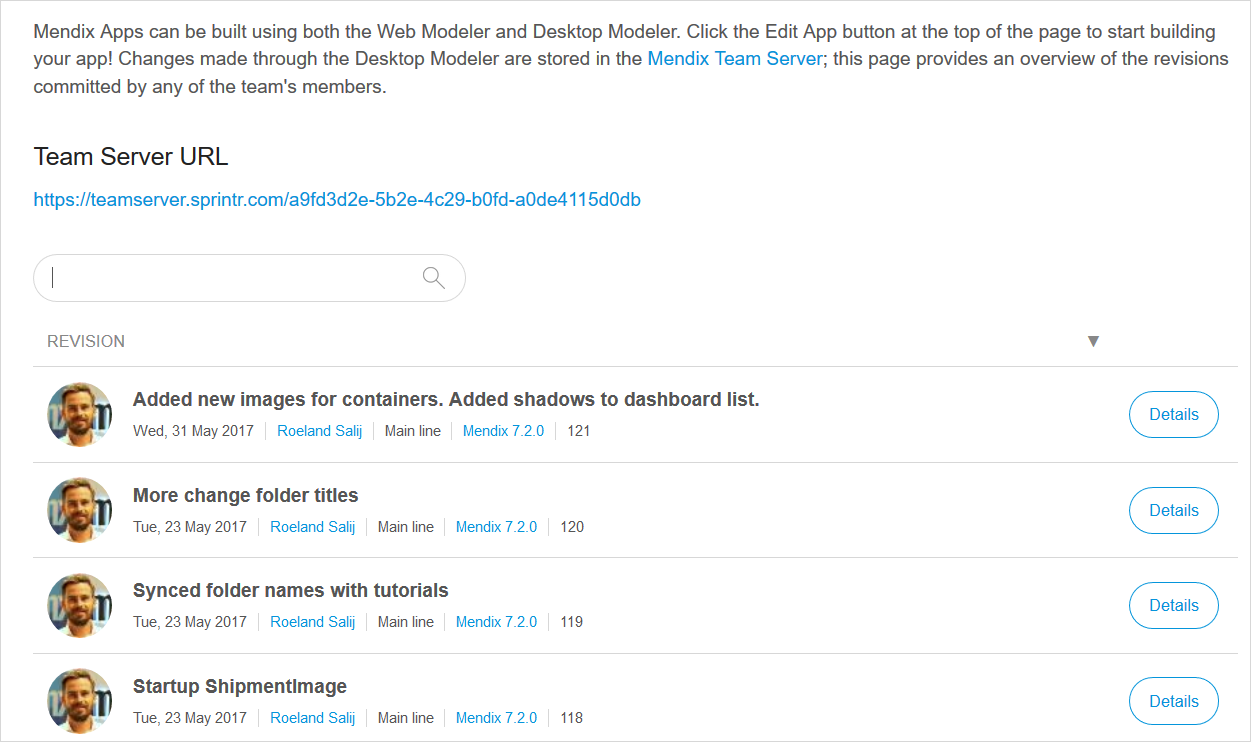 Mendix Apps can be built using both the Web Modeler and Desktop Modeler. Click the Edit App button at the top of the page to start building
your app! Changes made through the Desktop Modeler are stored in the Mendix Team Server; this page provides an overview of the revisions
committed by any of the team's members.
Team Server URL
https://teamserver.sprintr.com/a9fd3d2e-5b2e-4c29-b0fd-a0de4115d0db
REVISION ▼
Added new images for containers. Added shadows to dashboard list.
Wed, 31 May 2017 Roeland Salij Main line Mendix 7.2.0 121
Details
More change folder titles
Tue, 23 May 2017 Roeland Salij Main line Mendix 7.2.0 120
Details
Synced folder names with tutorials
Tue, 23 May 2017 Roeland Salij Main line Mendix 7.2.0 119
Details
Startup ShipmentImage
Tue, 23 May 2017 Roeland Salij Main line Mendix 7.2.0 118
Details